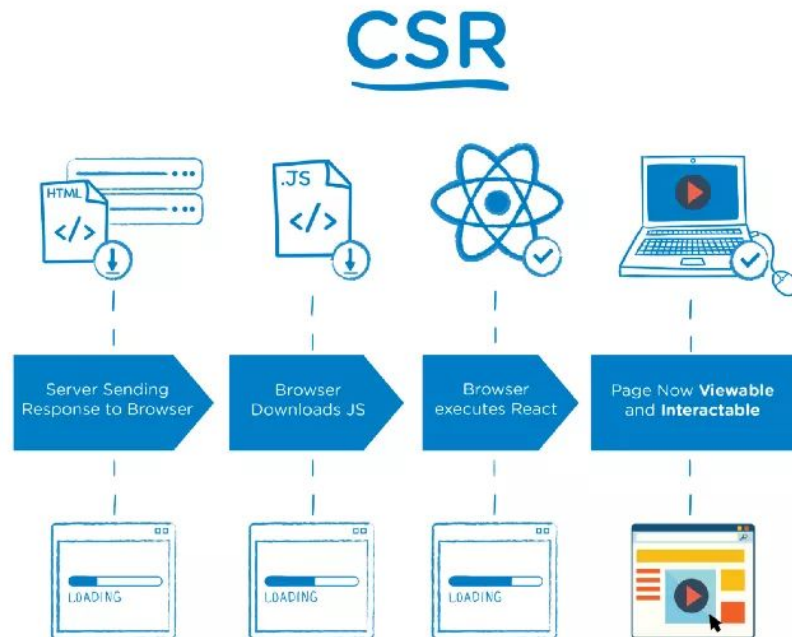 CSR
HTML
</>
.JS
</>
Server Sending
Response to Browser
Browser
Downloads JS
Browser
executes React
Page Now Viewable
and Interactable
LOADING
LOADING
LOADING